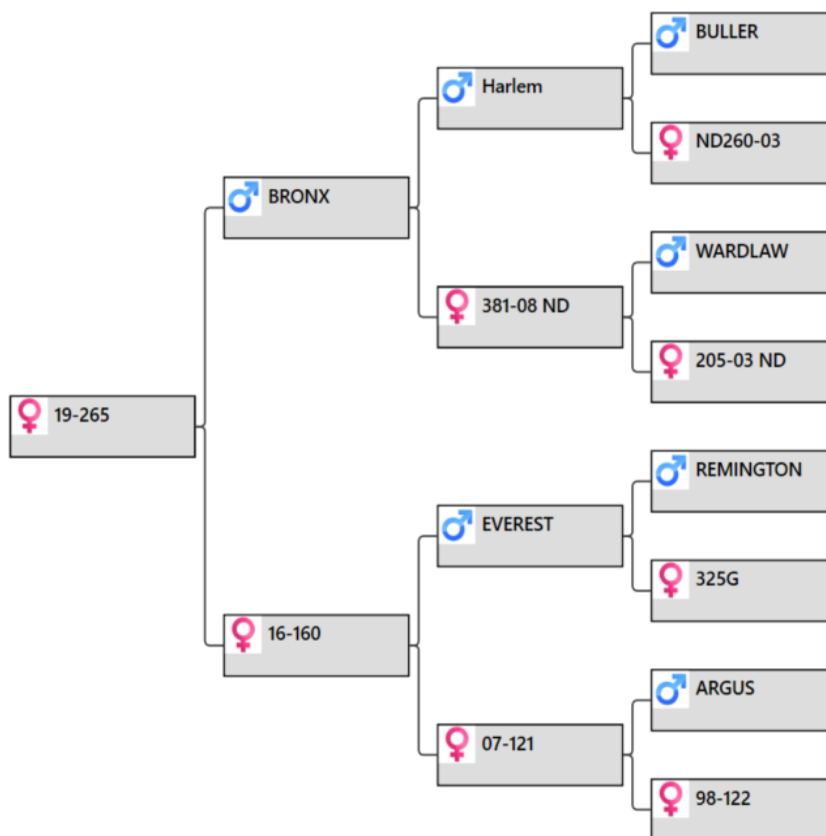 BULLER
Harlem
ND260-03
BRONX
WARDLAW
381-08 ND
205-03 ND
19-265
REMINGTON
EVEREST
325G
16-160
ARGUS
07-121
98-122